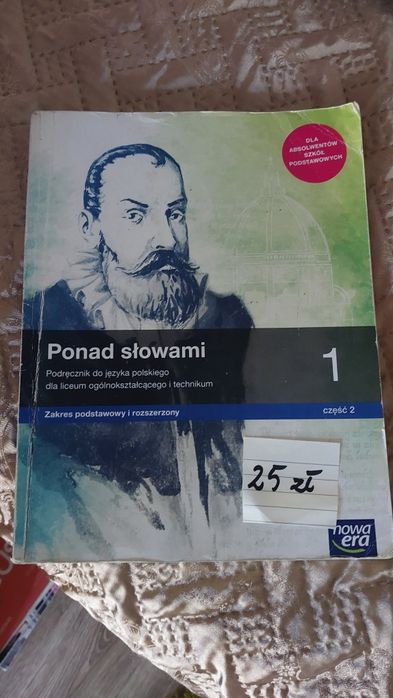 DLA
ABSOLWENTÓW
SZKÓŁ
PODSTAWOWYCH
Ponad słowami
1
Podręcznik do języka polskiego
dla liceum ogólnokształcącego i technikum
Zakres podstawowy i rozszerzony
część 2
25 zł
nowa
era